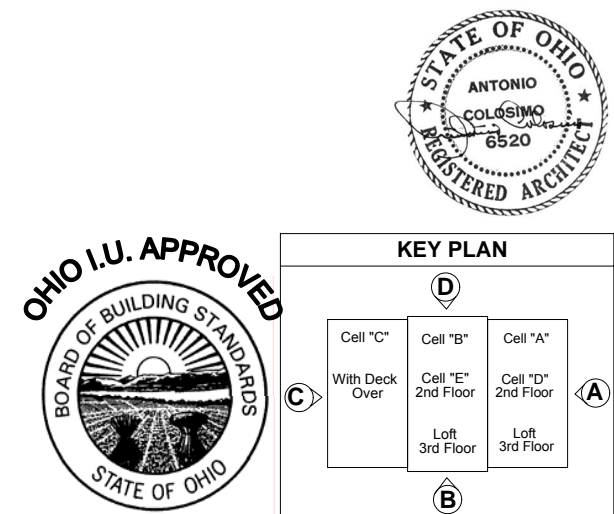 STATE OF OHIO
ANTONIO
COLOSIMO
6520
REGISTERED ARCHITECT
OHIO I.U. APPROVED
BOARD OF BUILDING STANDARDS
STATE OF OHIO
KEY PLAN
D
Cell "C"
Cell "B"
Cell "A"
With Deck
Over
Cell "E"
2nd Floor
Cell "D"
2nd Floor
C
A
Loft
3rd Floor
Loft
3rd Floor
B